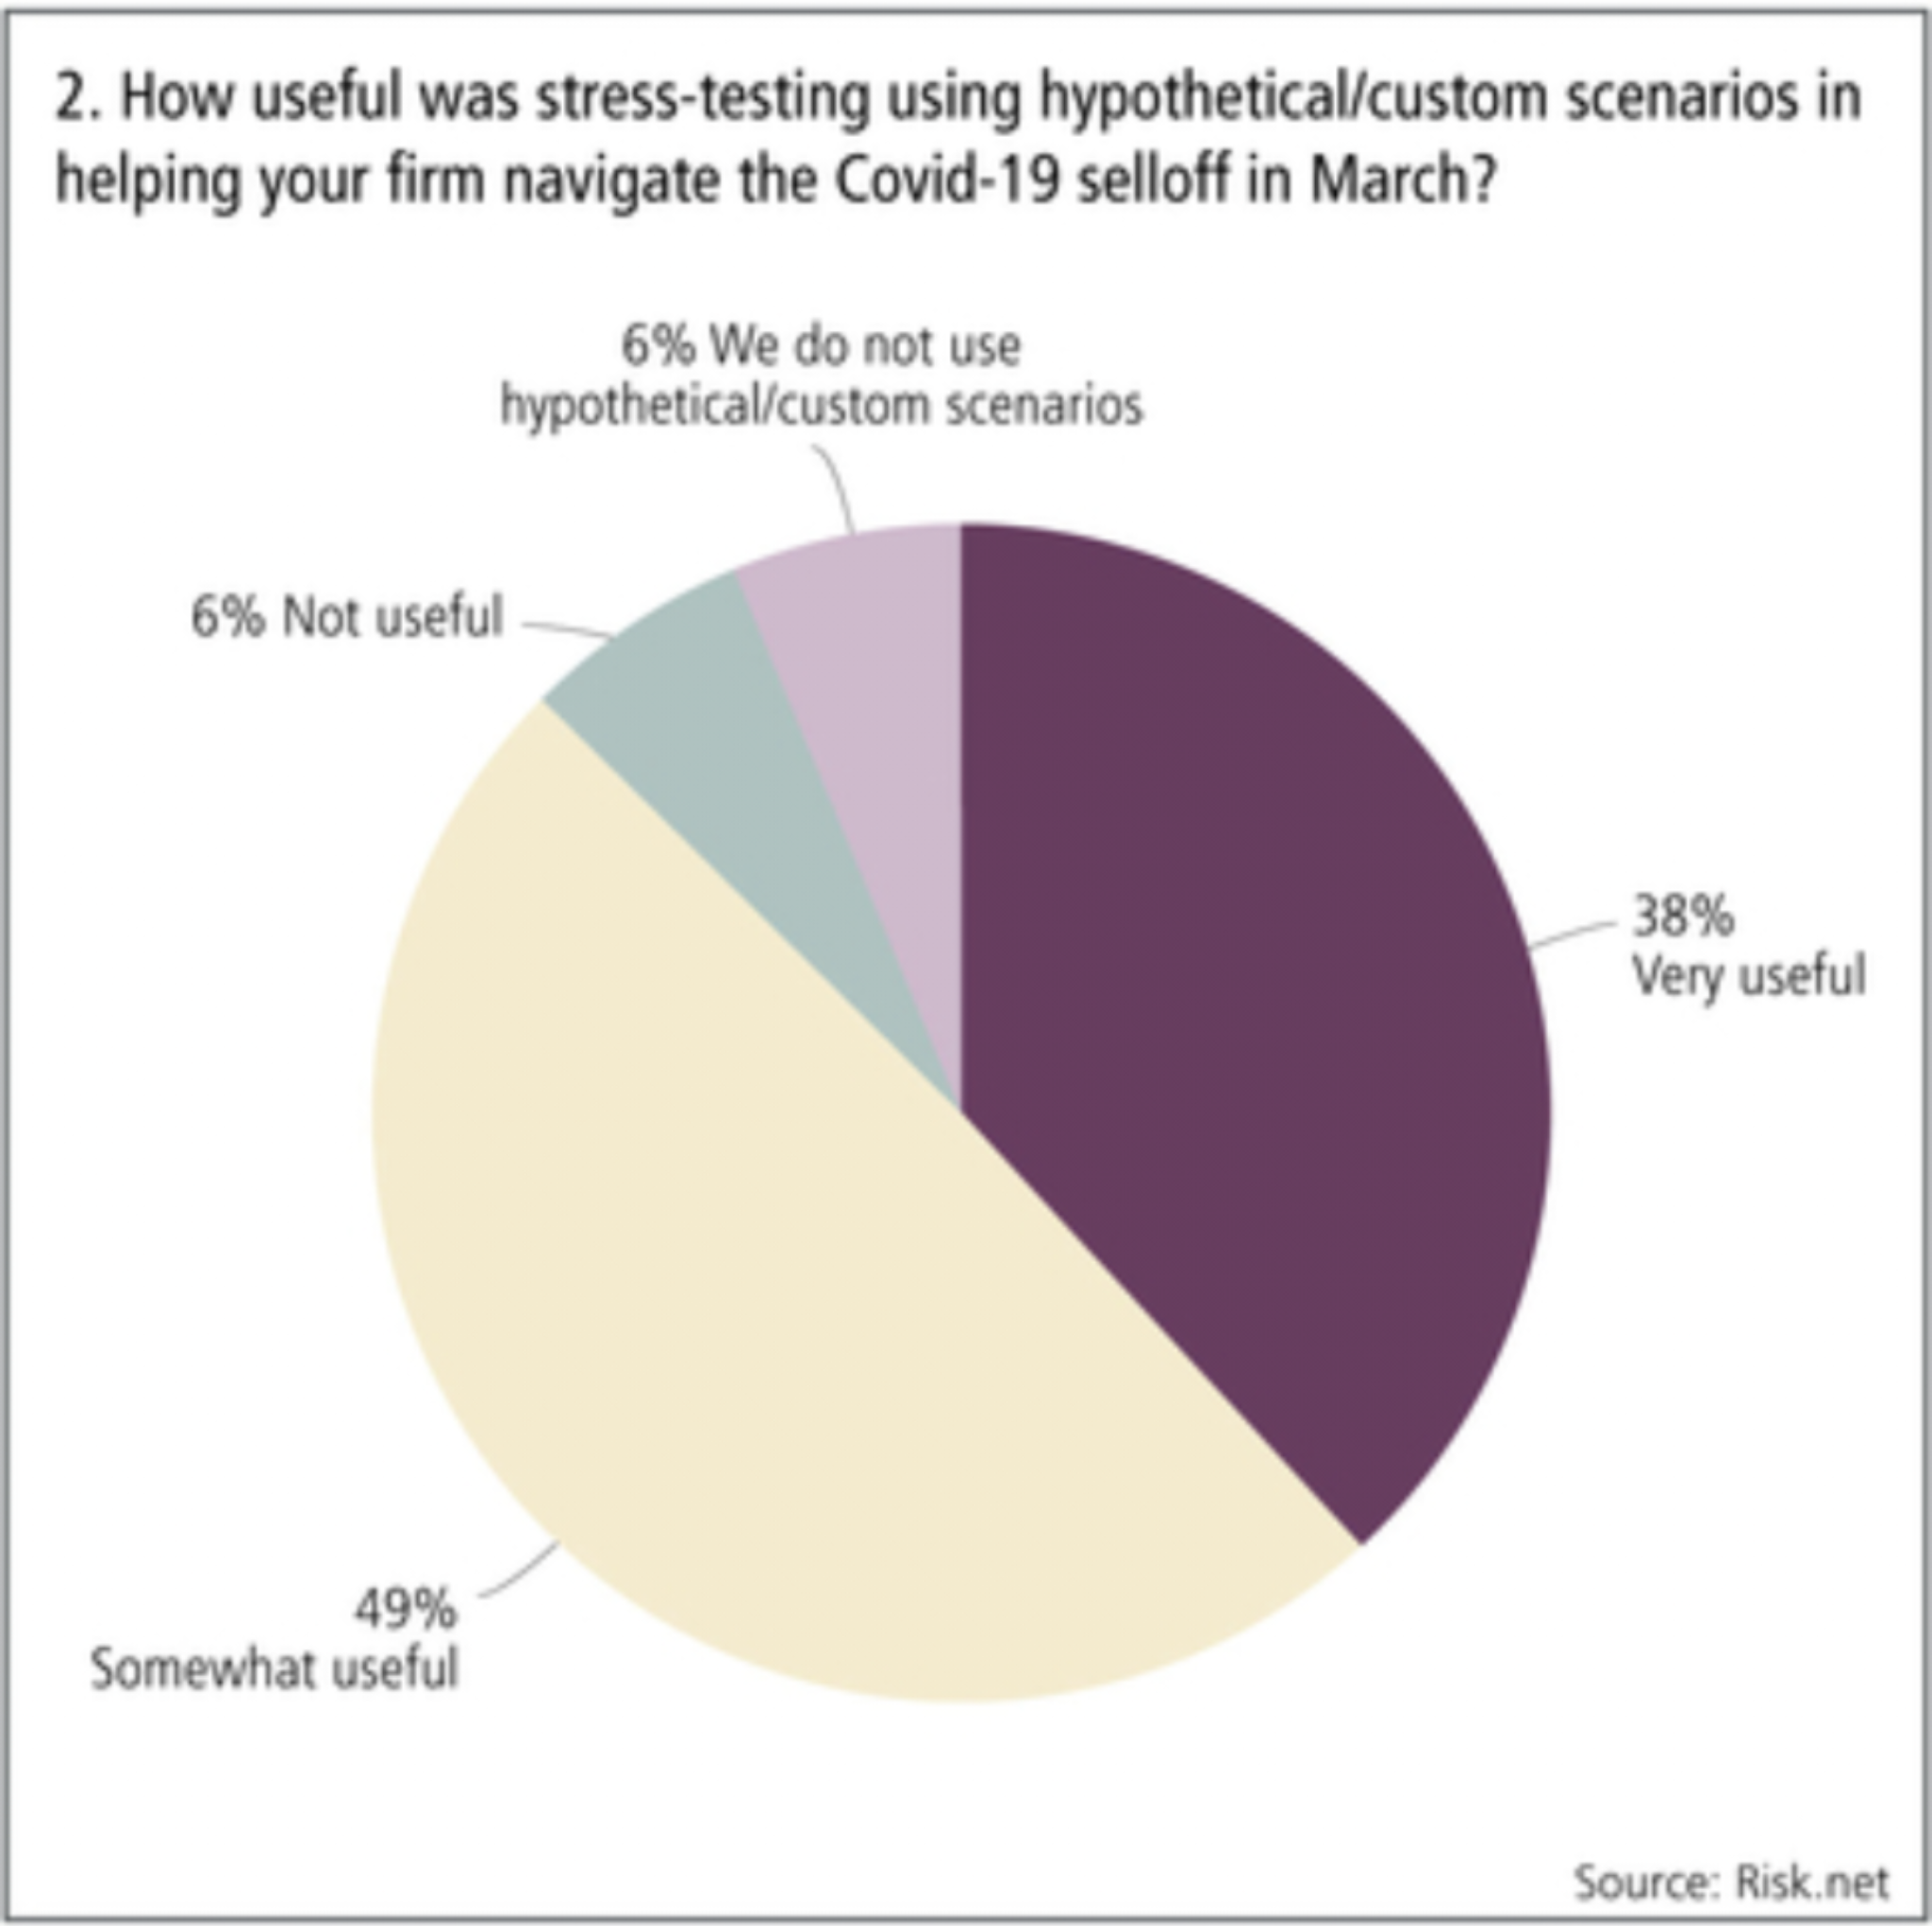 2. How useful was stress-testing using hypothetical/custom scenarios in
helping your firm navigate the Covid-19 selloff in March?
6% We do not use
hypothetical/custom scenarios
6% Not useful
38%
Very useful
49%
Somewhat useful
Source: Risk.net